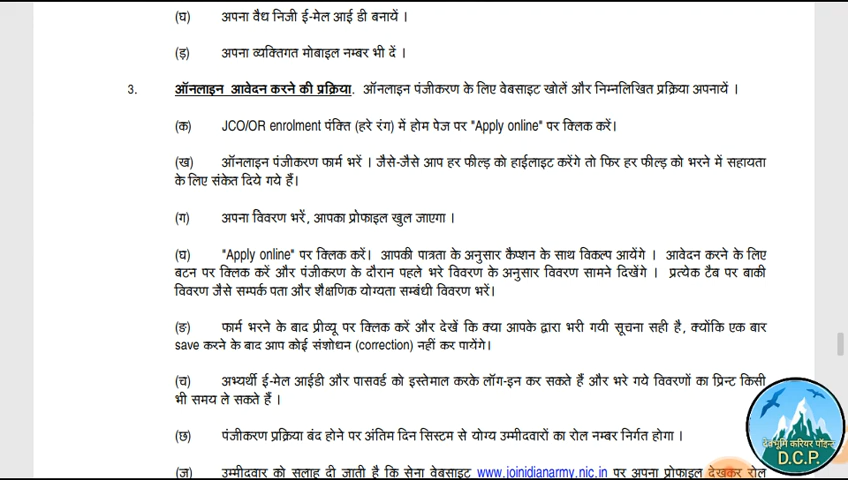 (घ) अपना वैध निजी ई-मेल आई डी बनायें ।
(ड़) अपना व्यक्तिगत मोबाइल नम्बर भी दें ।
3. ऑनलाइन आवेदन करने की प्रक्रिया. ऑनलाइन पंजीकरण के लिए वेबसाइट खोलें और निम्नलिखित प्रक्रिया अपनायें ।
(क) JCO/OR enrolment पंक्ति (हरे रंग) में होम पेज पर "Apply online" पर क्लिक करें।
(ख) ऑनलाइन पंजीकरण फार्म भरें । जैसे-जैसे आप हर फील्ड़ को हाईलाइट करेंगे तो फिर हर फील्ड़ को भरने में सहायता
के लिए संकेत दिये गये हैं।
(ग) अपना विवरण भरें, आपका प्रोफाइल खुल जाएगा ।
(घ) "Apply online" पर क्लिक करें। आपकी पात्रता के अनुसार कैप्शन के साथ विकल्प आयेंगे । आवेदन करने के लिए
बटन पर क्लिक करें और पंजीकरण के दौरान पहले भरे विवरण के अनुसार विवरण सामने दिखेंगे । प्रत्येक टैब पर बाकी
विवरण जैसे सम्पर्क पता और शैक्षणिक योग्यता सम्बंधी विवरण भरें।
(ङ) फार्म भरने के बाद प्रीव्यू पर क्लिक करें और देखें कि क्या आपके द्वारा भरी गयी सूचना सही है, क्योंकि एक बार
save करने के बाद आप कोई संशोधन (correction) नहीं कर पायेंगे।
(च) अभ्यर्थी ई-मेल आईडी और पासवर्ड को इस्तेमाल करके लॉग-इन कर सकते हैं और भरे गये विवरणों का प्रिन्ट किसी
भी समय ले सकते हैं ।
(छ) पंजीकरण प्रक्रिया बंद होने पर अंतिम दिन सिस्टम से योग्य उम्मीदवारों का रोल नम्बर निर्गत होगा ।
(ज) उम्मीदवार को सलाह दी जाती है कि सेना वेबसाइट www.joinidianarmy.nic.in पर अपना प्रोफाइल देखकर रोल
देवभूमि करियर पॉइन्ट
D.C.P.